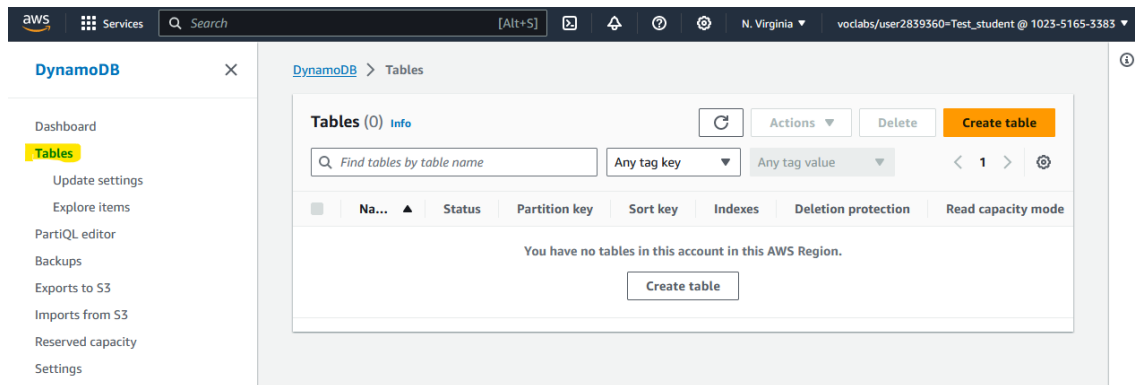 aws Services Search [Alt+S] N. Virginia ▼ voclabs/user2839360=Test_student @ 1023-5165-3383 ▼
DynamoDB
DynamoDB > Tables
Tables (0) Info
Actions ▼ Delete Create table
Find tables by table name Any tag key ▼ Any tag value ▼ < 1 >
Na... ▲ Status Partition key Sort key Indexes Deletion protection Read capacity mode
You have no tables in this account in this AWS Region.
Create table
Dashboard
Tables
Update settings
Explore items
PartiQL editor
Backups
Exports to S3
Imports from S3
Reserved capacity
Settings